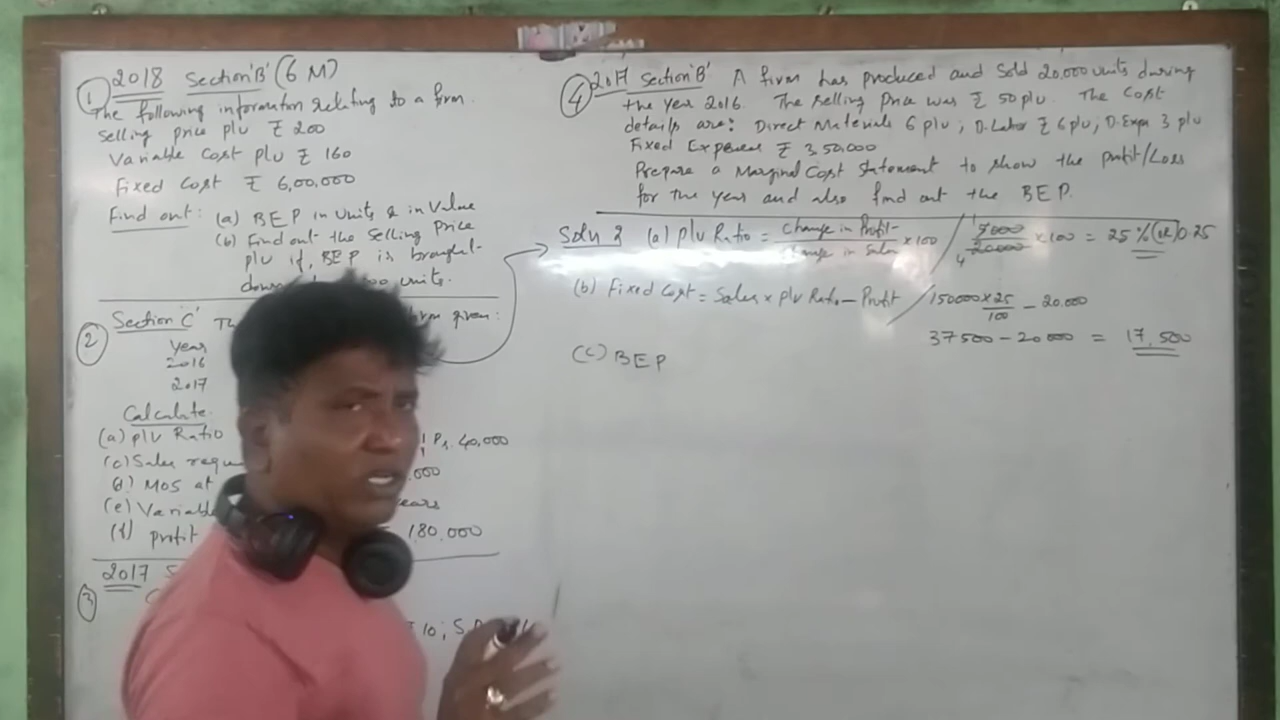 ① 2018 Section 'B' (6 M)
The following information relating to a firm.
Selling price p/u ₹ 200
Variable Cost p/u ₹ 160
Fixed Cost ₹ 6,00,000
Find out: (a) BEP in Units & in Value
(b) Find out the Selling Price
p/u if, BEP is brought
units.
② Section 'C'
given:
Year
2016
2017
Calculate
(a) p/v Ratio
40,000
(c) Sales
(d) MOS at
(e)
years
(f) profit
180,000
③ 2017
10;
④ 2017 Section 'B' A firm has produced and sold 20,000 units during
the year 2016. The selling Price was ₹ 50 p/u. The Cost
details are: Direct Materials 6 p/u; D. Labor ₹ 6 p/u; D. Expn 3 p/u
Fixed Expenses ₹ 3,50,000
Prepare a Marginal Cost Statement to show the profit/Loss
for the year and also find out the BEP.
Soln 2 (a) p/v Ratio = Change in Profit / Change in Sales × 100 / 5000 / 20000 × 100 = 25 % (or) 0.25
(b) Fixed Cost = Sales × p/v Ratio − Profit / 150000 × 25 / 100 − 20.000
37500 − 20000 = 17,500
(C) BEP